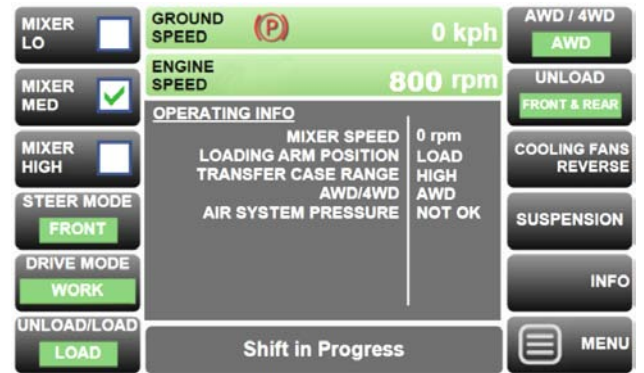 MIXER
LO
MIXER
MED
MIXER
HIGH
STEER MODE
FRONT
DRIVE MODE
WORK
UNLOAD/LOAD
LOAD
GROUND
SPEED
(P)
0 kph
ENGINE
SPEED
800 rpm
OPERATING INFO
MIXER SPEED 0 rpm
LOADING ARM POSITION LOAD
TRANSFER CASE RANGE HIGH
AWD/4WD AWD
AIR SYSTEM PRESSURE NOT OK
Shift in Progress
AWD / 4WD
AWD
UNLOAD
FRONT & REAR
COOLING FANS
REVERSE
SUSPENSION
INFO
MENU